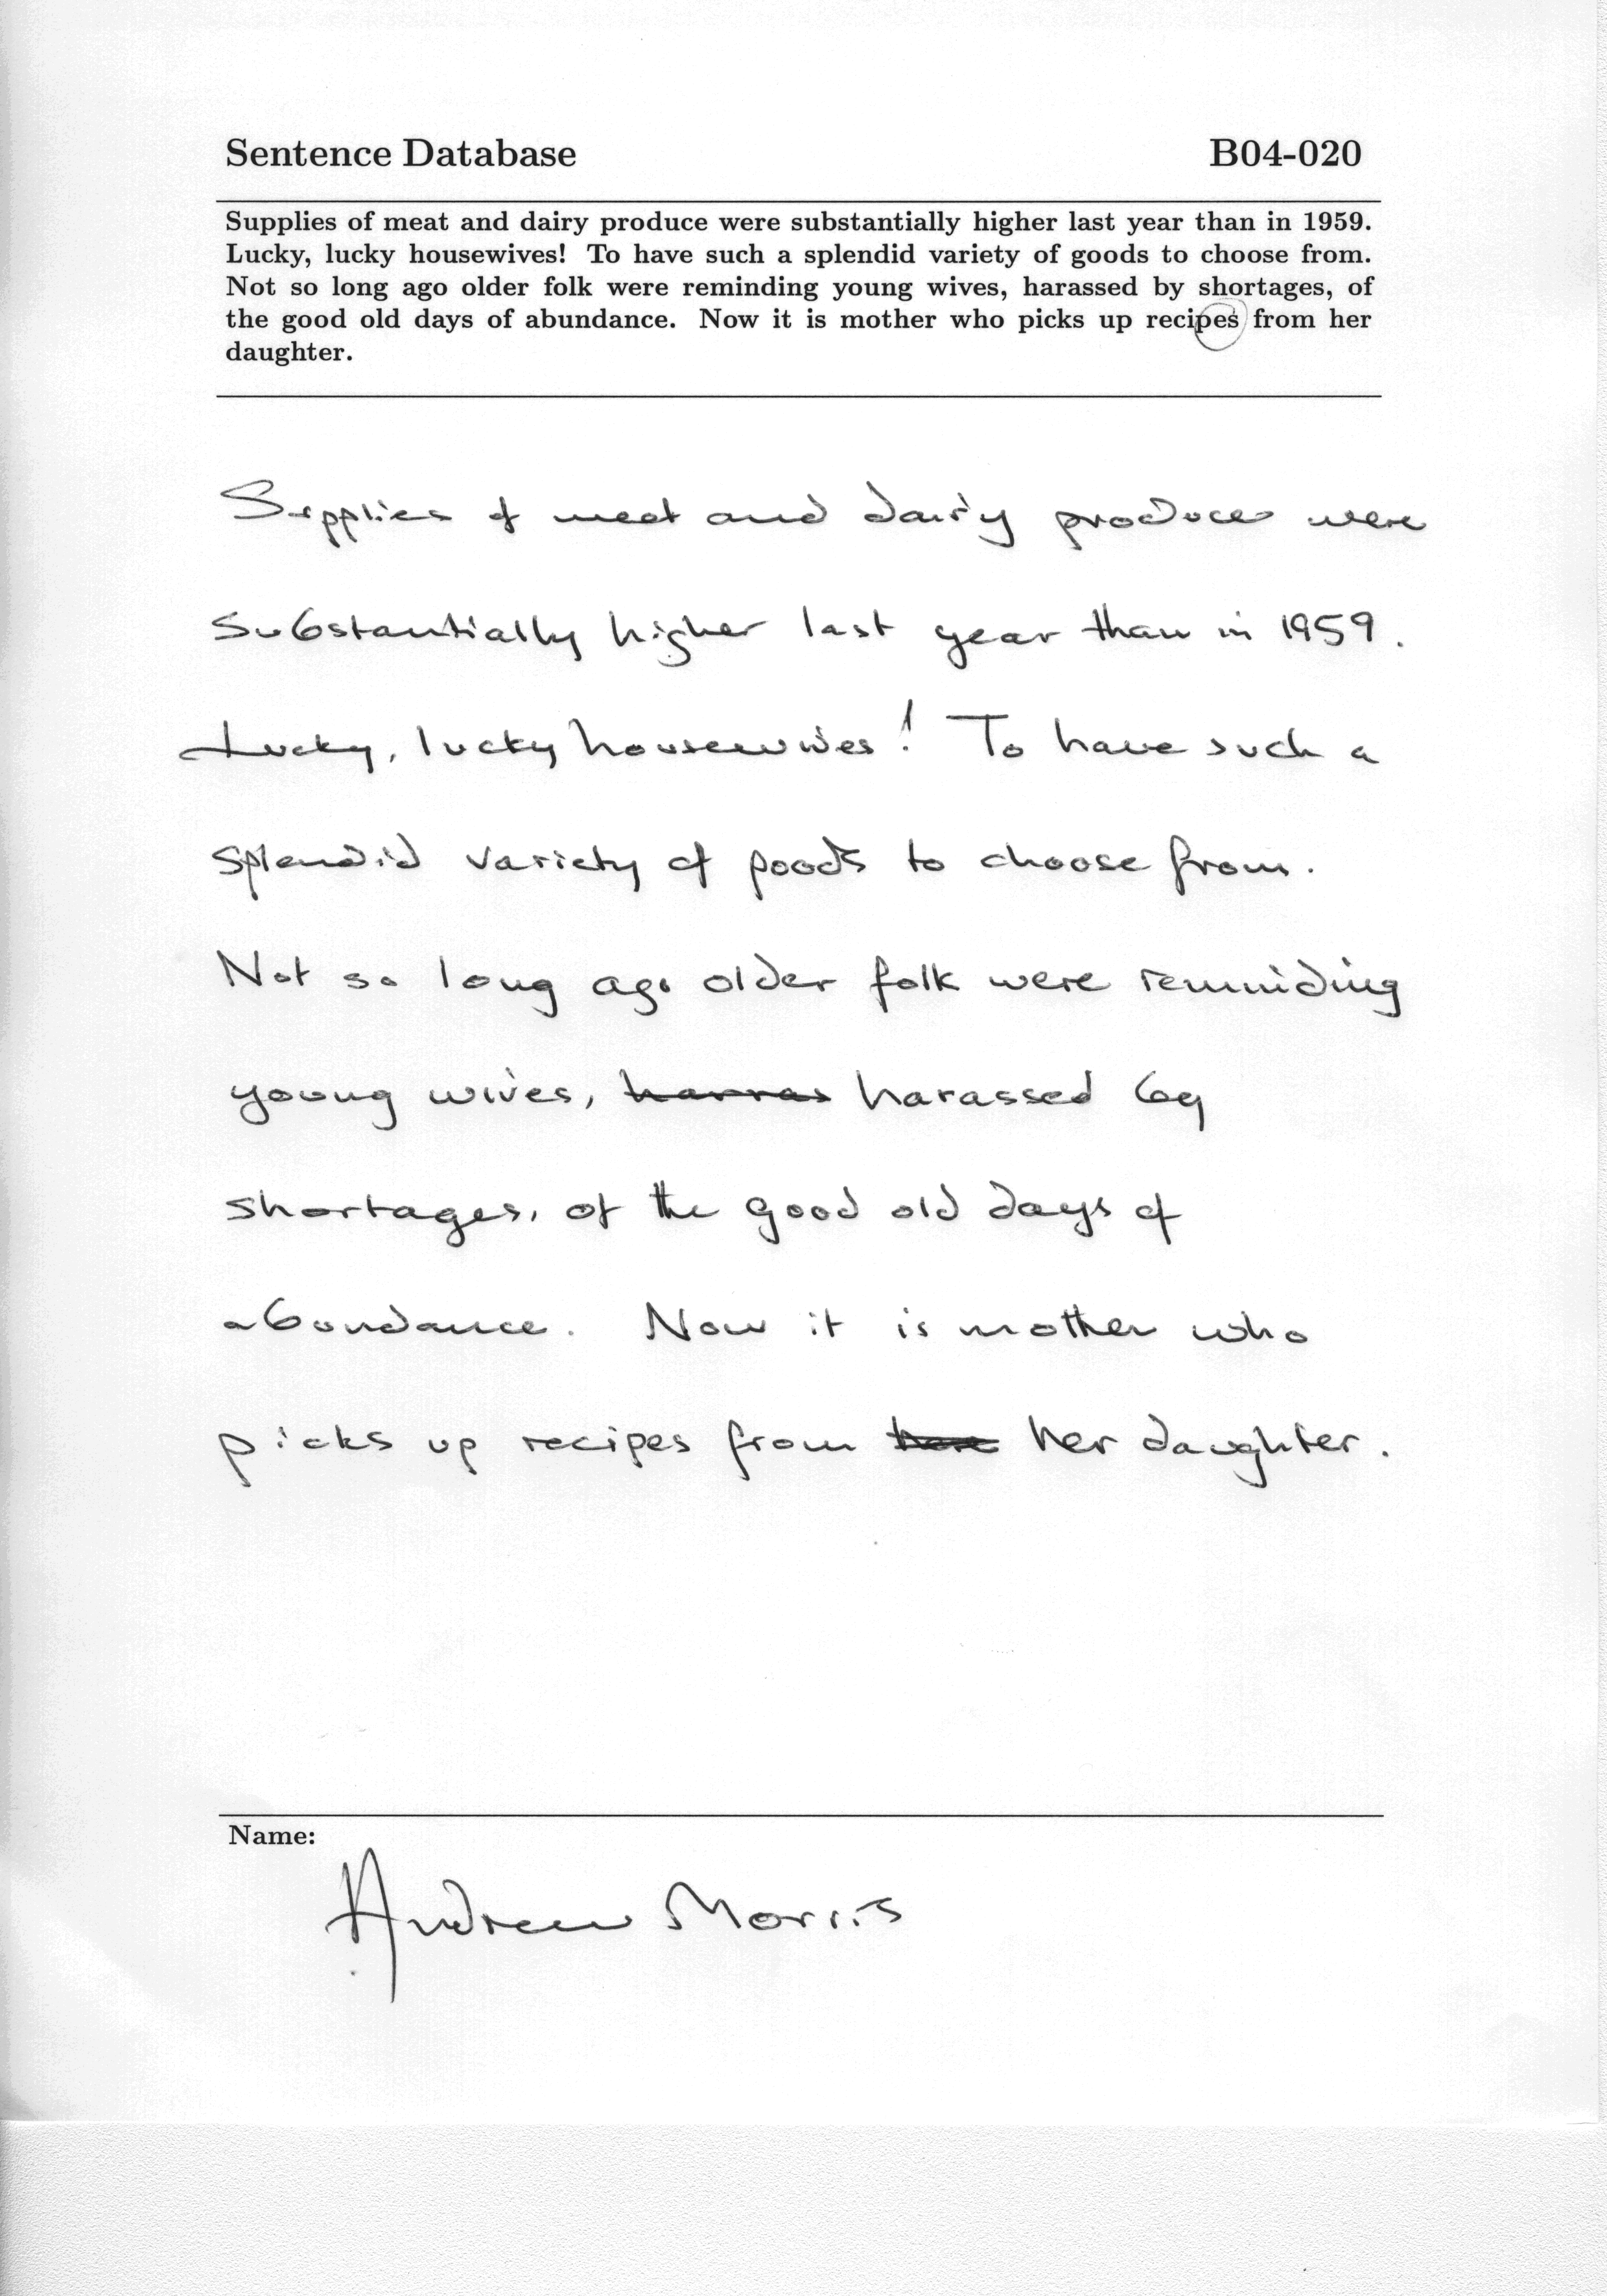 Sentence Database B04-020
Supplies of meat and dairy produce were substantially higher last year than in 1959.
Lucky, lucky housewives! To have such a splendid variety of goods to choose from.
Not so long ago older folk were reminding young wives, harassed by shortages, of
the good old days of abundance. Now it is mother who picks up recipes from her
daughter.
Supplies of meat and dairy produce were
substantially higher last year than in 1959.
Lucky, lucky housewives! To have such a
splendid variety of goods to choose from.
Not so long ago older folk were reminding
young wives, harras harassed by
shortages, of the good old days of
abundance. Now it is mother who
picks up recipes from her daughter.
Name:
Andrew Morris